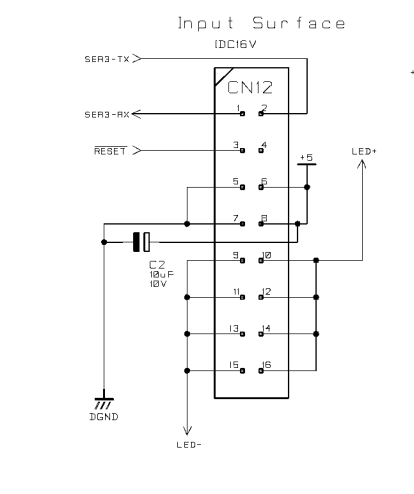 Input Surface
IDC16V
SER3-TX
CN12
1 2
SER3-RX
3 4
RESET
+5
LED+
5 6
7 8
9 10
C2
10uF
10V
11 12
13 14
15 16
DGND
LED-